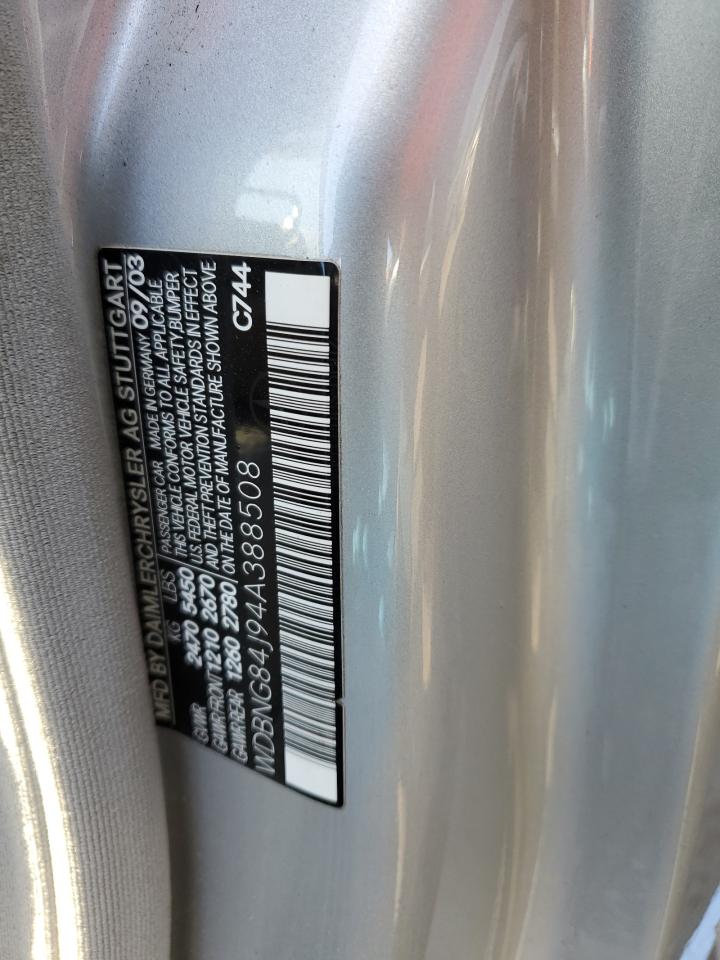 MFD BY DAIMLERCHRYSLER AG STUTTGART
KG LBS PASSENGER CAR MADE IN GERMANY 09/03
GVWR 2470 5450 THIS VEHICLE CONFORMS TO ALL APPLICABLE
U.S. FEDERAL MOTOR VEHICLE SAFETY, BUMPER
GAWR FRONT 1210 2670 AND THEFT PREVENTION STANDARDS IN EFFECT
GAWR REAR 1260 2780 ON THE DATE OF MANUFACTURE SHOWN ABOVE
WDBNG84J94A388508 C744